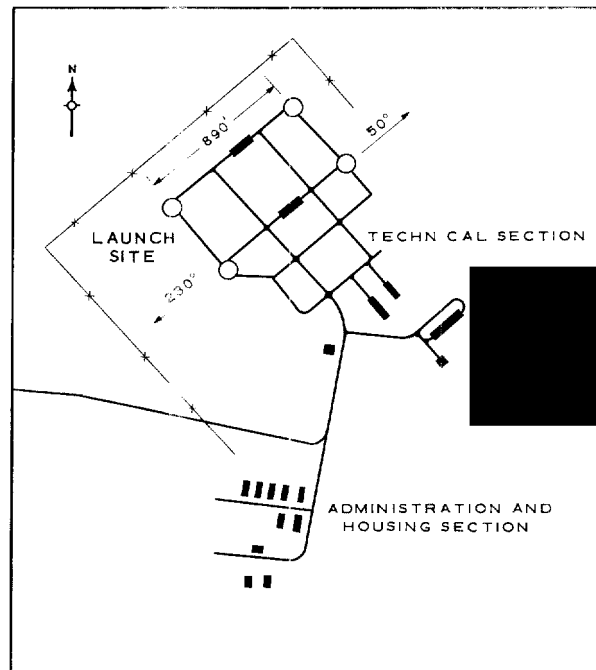 N
890'
50°
LAUNCH
SITE
TECHN CAL SECTION
230°
ADMINISTRATION AND
HOUSING SECTION